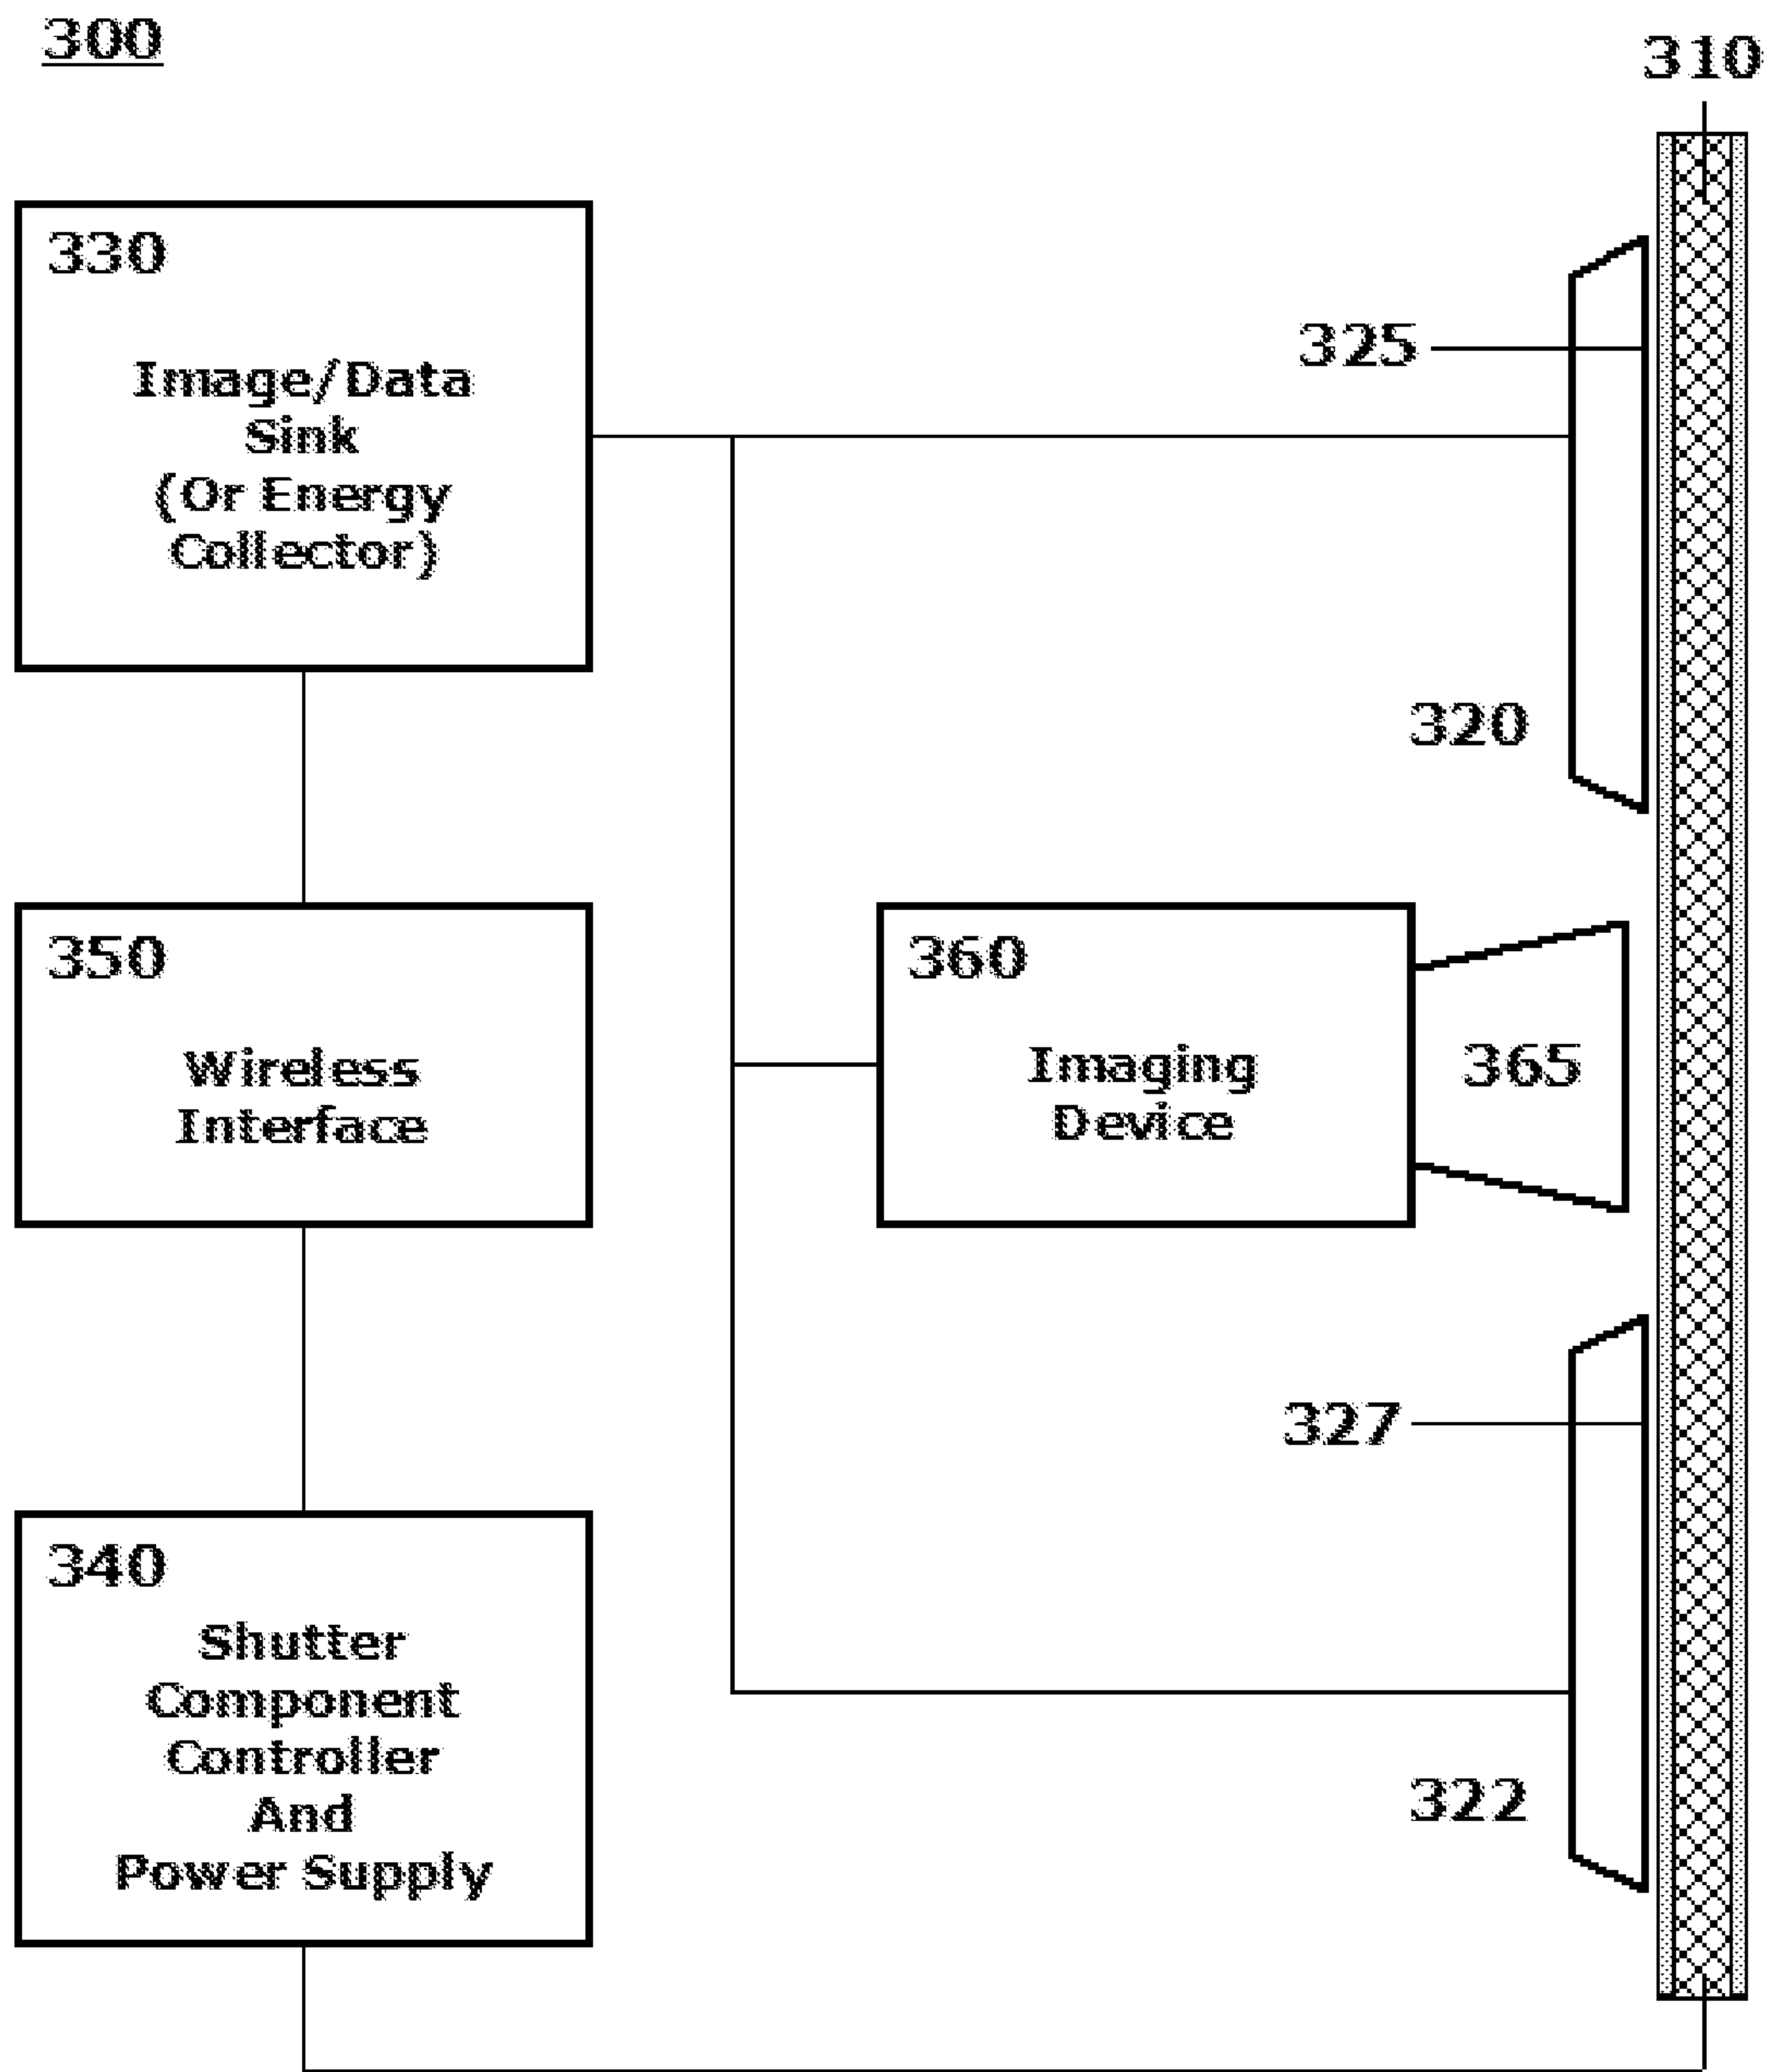 300
310
330
Image/Data
Sink
(Or Energy
Collector)
325
320
350
Wireless
Interface
360
Imaging
Device
365
327
340
Shutter
Component
Controller
And
Power Supply
322